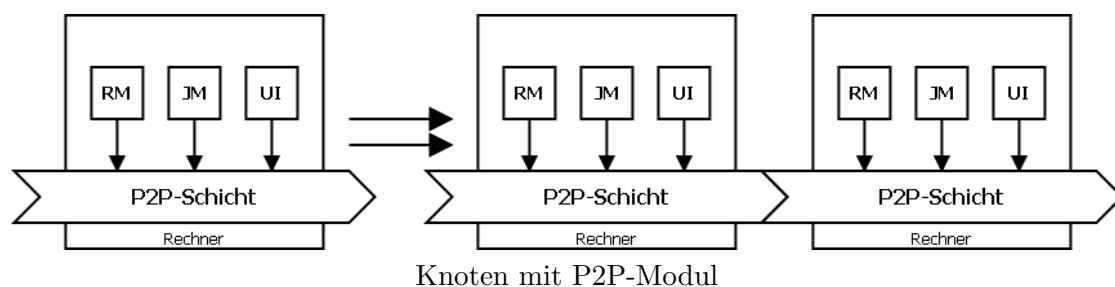 RM JM UI RM JM UI RM JM UI
P2P-Schicht P2P-Schicht P2P-Schicht
Rechner Rechner Rechner
Knoten mit P2P-Modul